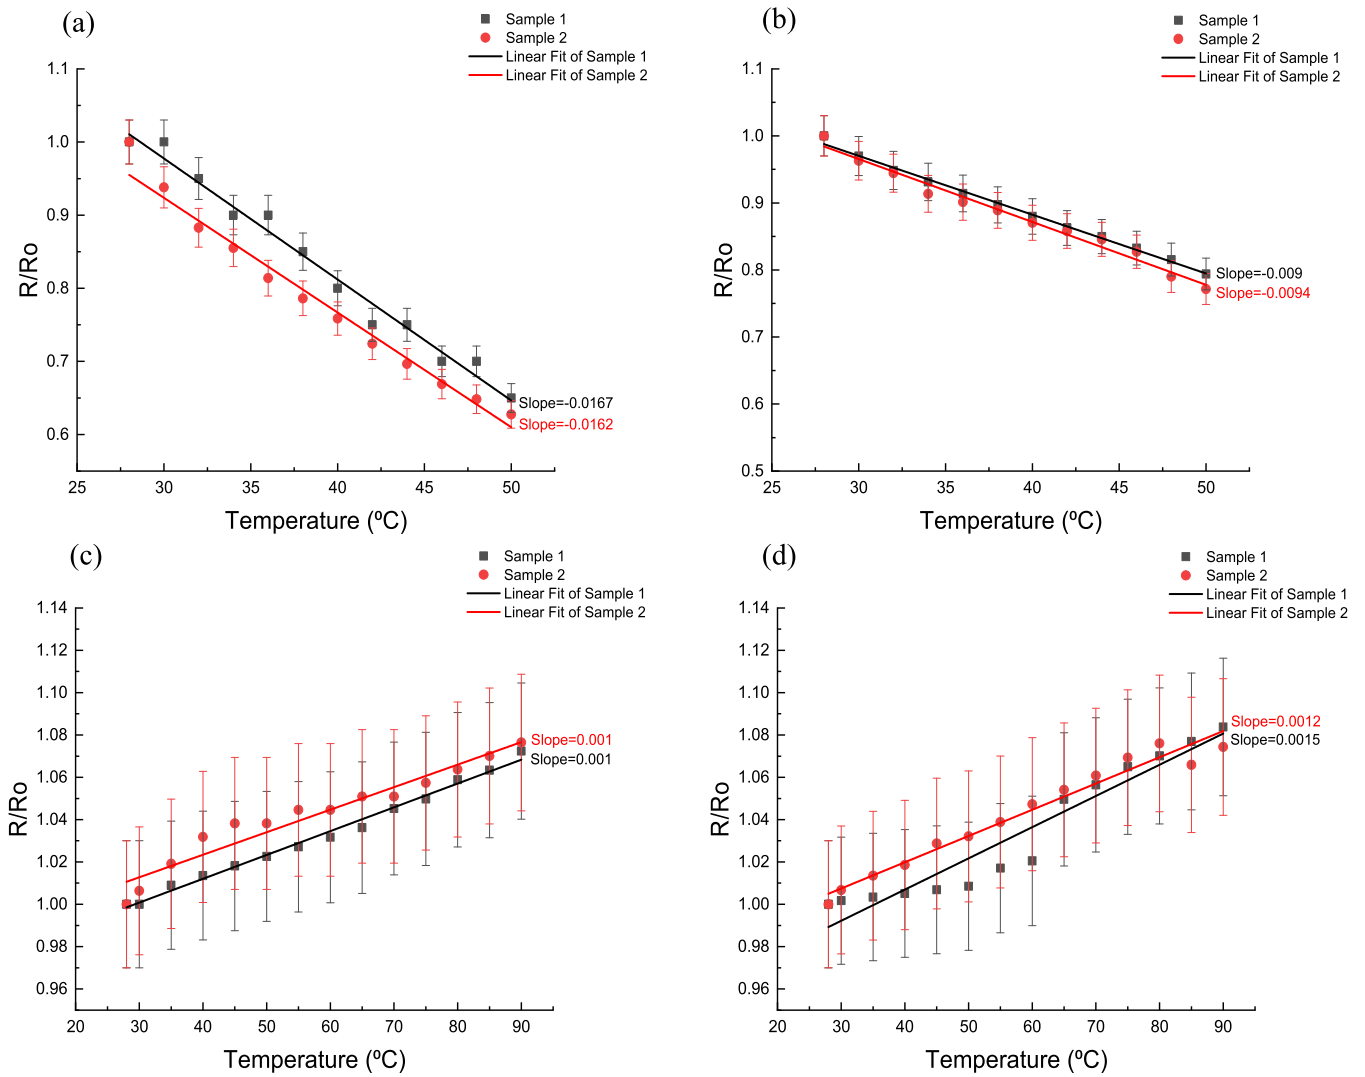 (a)
Sample 1
Sample 2
Linear Fit of Sample 1
Linear Fit of Sample 2
1.1
1.0
0.9
0.8
0.7
0.6
R/Ro
Slope=-0.0167
Slope=-0.0162
25 30 35 40 45 50
Temperature (ºC)
(b)
Sample 1
Sample 2
Linear Fit of Sample 1
Linear Fit of Sample 2
1.1
1.0
0.9
0.8
0.7
0.6
0.5
R/Ro
Slope=-0.009
Slope=-0.0094
25 30 35 40 45 50
Temperature (ºC)
(c)
Sample 1
Sample 2
Linear Fit of Sample 1
Linear Fit of Sample 2
1.14
1.12
1.10
1.08
1.06
1.04
1.02
1.00
0.98
0.96
R/Ro
Slope=0.001
Slope=0.001
20 30 40 50 60 70 80 90
Temperature (ºC)
(d)
Sample 1
Sample 2
Linear Fit of Sample 1
Linear Fit of Sample 2
1.14
1.12
1.10
1.08
1.06
1.04
1.02
1.00
0.98
0.96
R/Ro
Slope=0.0012
Slope=0.0015
20 30 40 50 60 70 80 90
Temperature (ºC)